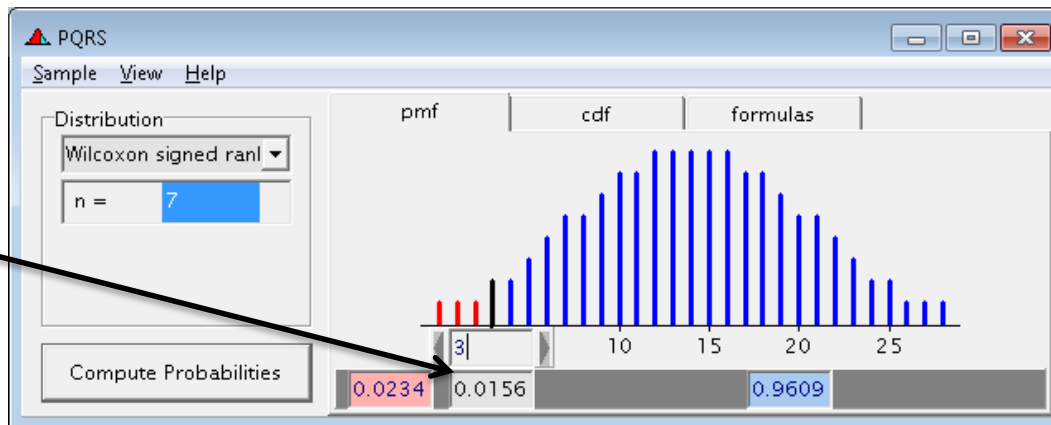 PQRS
Sample View Help
Distribution
Wilcoxon signed ranl
n = 7
Compute Probabilities
pmf cdf formulas
3 10 15 20 25
0.0234 0.0156 0.9609